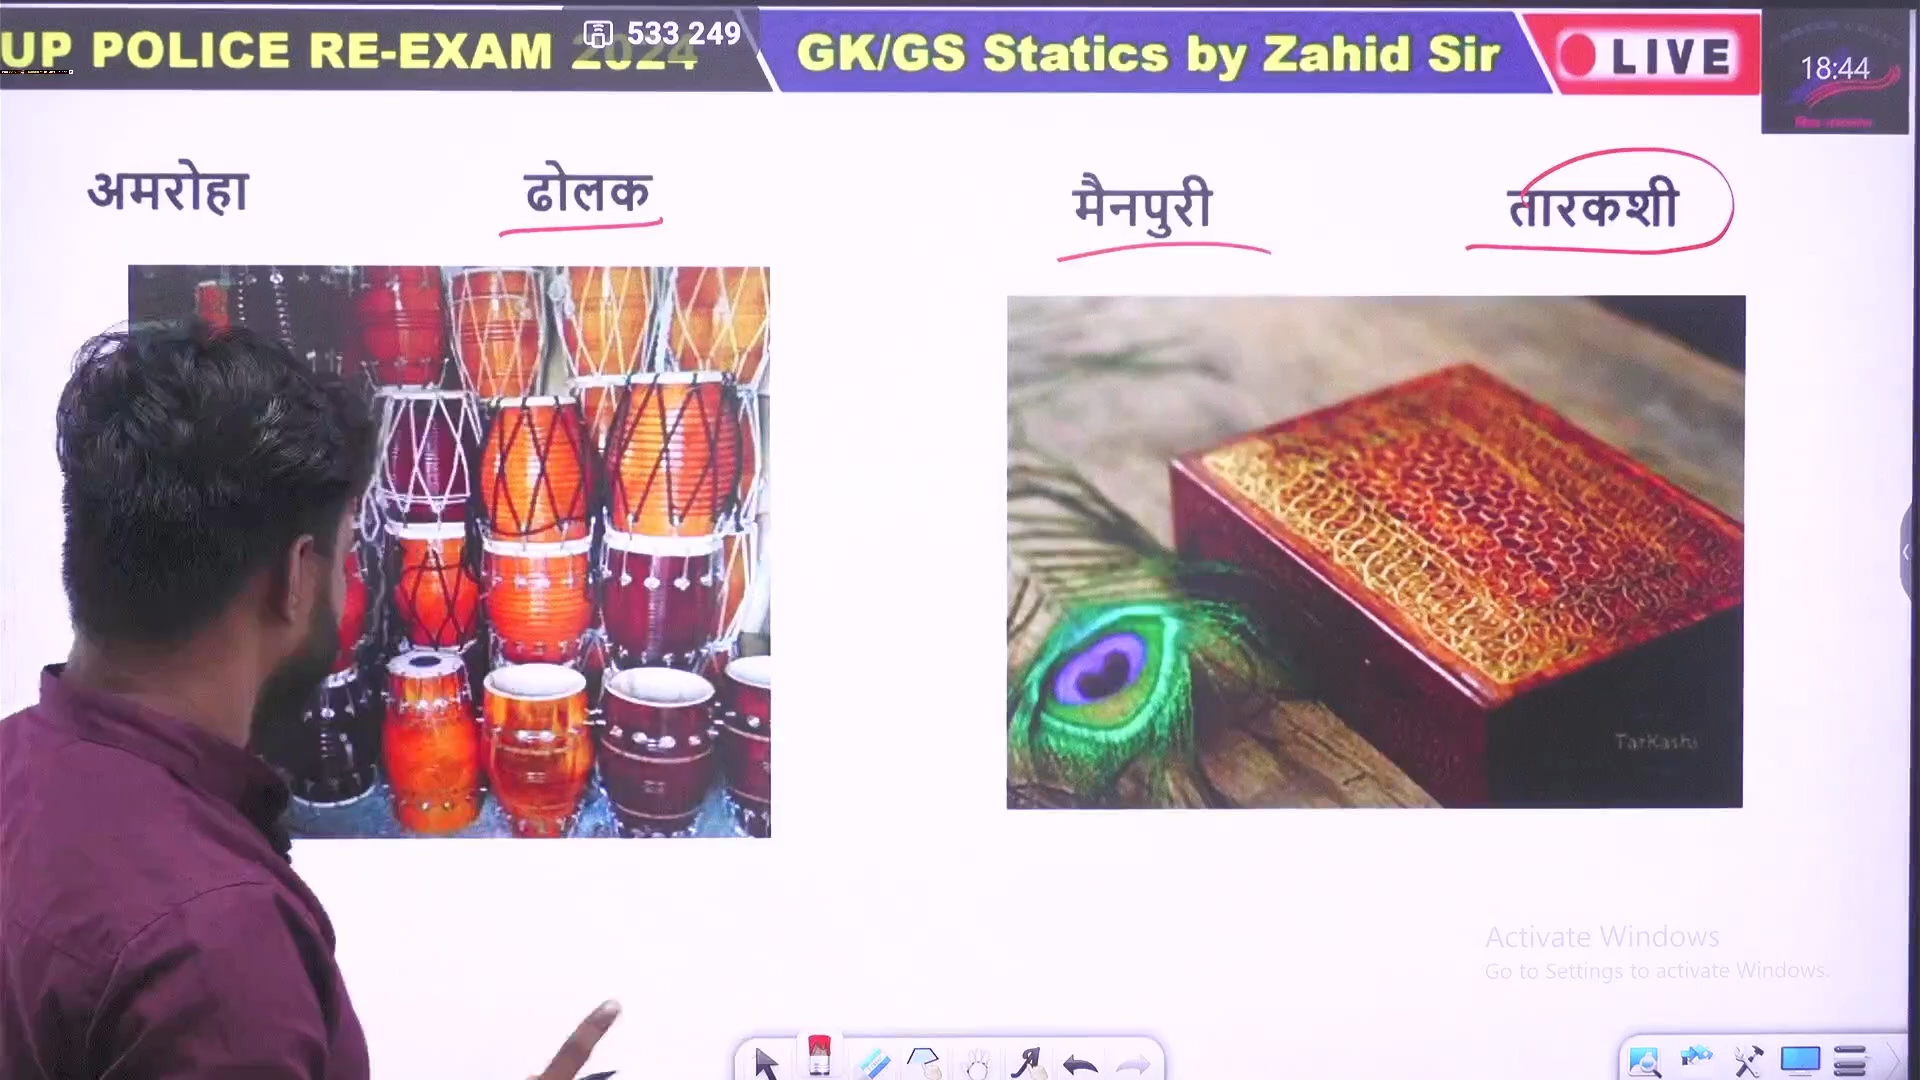 UP POLICE RE-EXAM 2024
533 249
GK/GS Statics by Zahid Sir
LIVE
18:44
अमरोहा
ढोलक
मैनपुरी
तारकशी
TarKashi
Activate Windows
Go to Settings to activate Windows.